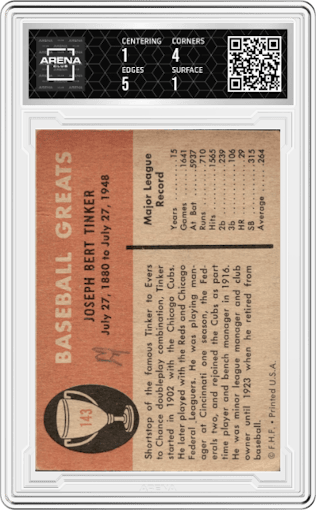 ARENA
CLUB
CENTERING
1
CORNERS
4
EDGES
5
SURFACE
1
BASEBALL GREATS
JOSEPH BERT TINKER
July 27, 1880 to July 27, 1948
143
14
Shortstop of the famous Tinker to Evers
to Chance doubleplay combination, Tinker
started in 1902 with the Chicago Cubs.
He later played with the Reds and Chicago
Federal Leaguers. He was playing man-
ager at Cincinnati one season, the Fed-
erals two, and rejoined the Cubs as part
time player and bench manager in 1916.
He was minor league manager and club
owner until 1923 when he retired from
baseball.
© F.H.F. • Printed U.S.A.
Major League
Record
Years 15
Games 1641
At Bat 5937
Runs 710
Hits 1565
2b 239
3b 106
HR 29
SB 315
Average .264
ARENA